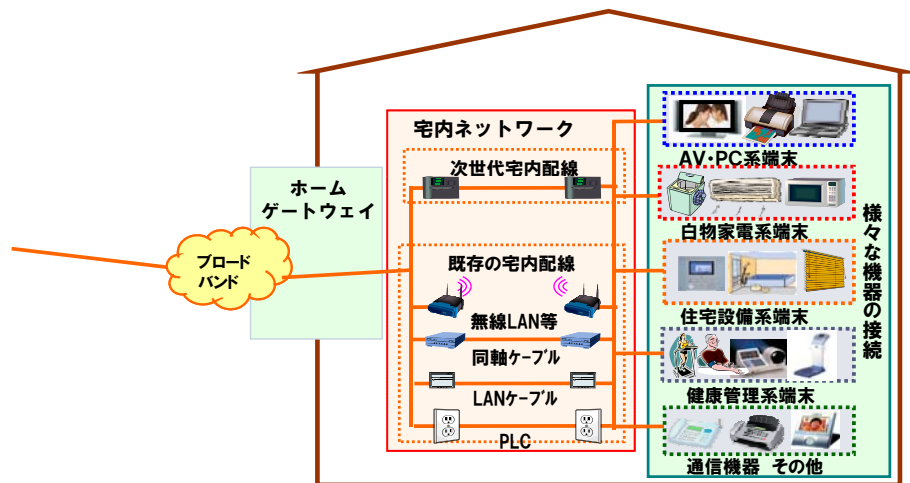 宅内ネットワーク
次世代宅内配線
ホーム
ゲートウェイ
ブロード
バンド
既存の宅内配線
無線LAN等
同軸ケーブル
LANケーブル
PLC
AV・PC系端末
白物家電系端末
住宅設備系端末
健康管理系端末
通信機器 その他
様々な機器の接続